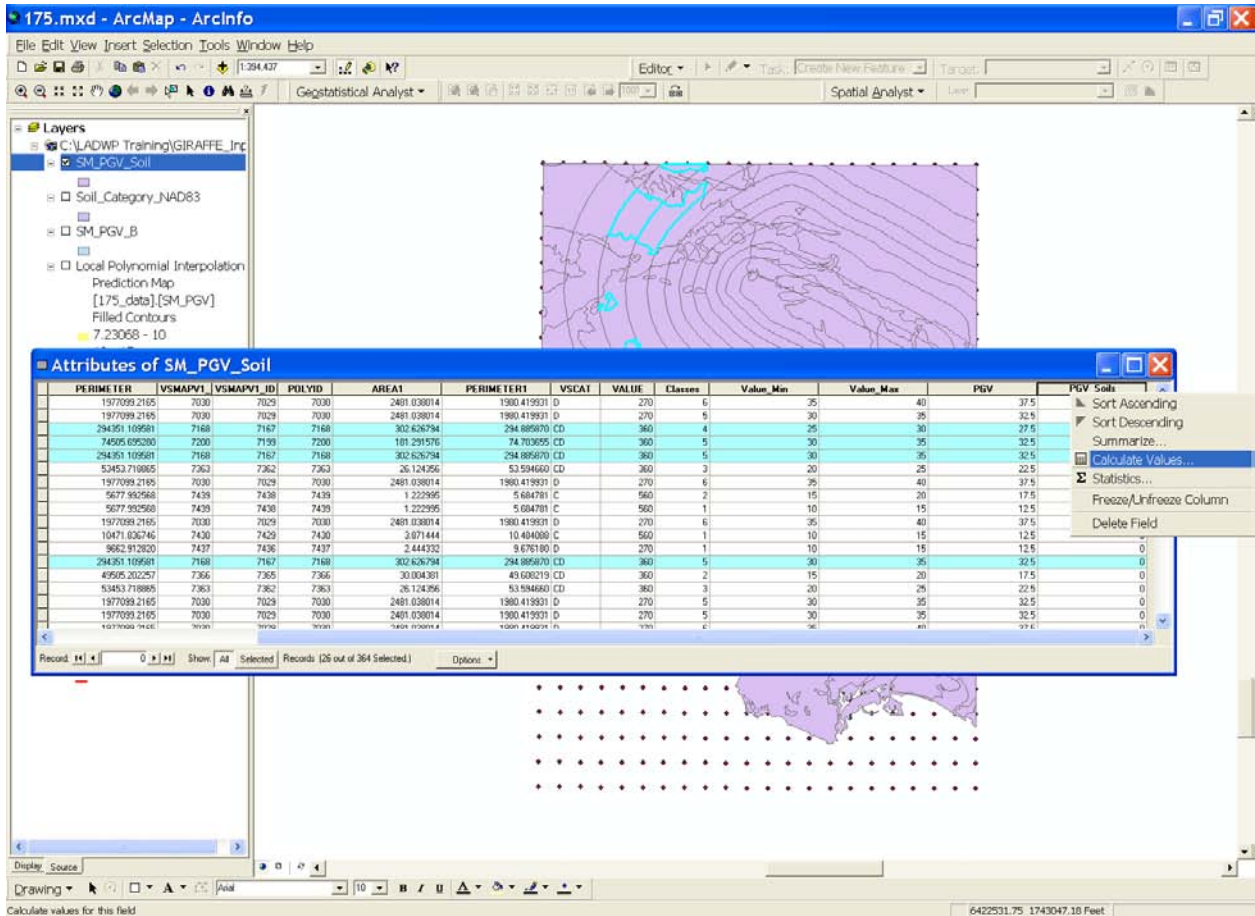 175.mxd - ArcMap - ArcInfo
File Edit View Insert Selection Tools Window Help
1:394,437 Editor Task: Create New Feature Target:
Geostatistical Analyst 100% Spatial Analyst Layer:
Layers
C:\LADWP Training\GIRAFFE_Inp
SM_PGV_Soil
Soil_Category_NAD83
SM_PGV_B
Local Polynomial Interpolation
Prediction Map
[175_data].[SM_PGV]
Filled Contours
7.23068 - 10
Attributes of SM_PGV_Soil
PERIMETER VSMAPV1_ VSMAPV1_ID POLYID AREA1 PERIMETER1 VSCAT VALUE Classes Value_Min Value_Max PGV PGV_Soils
1977099.2165 7030 7029 7030 2481.038014 1980.419931 D 270 6 35 40 37.5
1977099.2165 7030 7029 7030 2481.038014 1980.419931 D 270 5 30 35 32.5
294351.109581 7168 7167 7168 302.626794 294.885870 CD 360 4 25 30 27.5
74505.695280 7200 7199 7200 181.291576 74.703655 CD 360 5 30 35 32.5
294351.109581 7168 7167 7168 302.626794 294.885870 CD 360 5 30 35 32.5
53453.718865 7363 7362 7363 26.124356 53.594660 CD 360 3 20 25 22.5
1977099.2165 7030 7029 7030 2481.038014 1980.419931 D 270 6 35 40 37.5
5677.992568 7439 7438 7439 1.222995 5.684781 C 560 2 15 20 17.5
5677.992568 7439 7438 7439 1.222995 5.684781 C 560 1 10 15 12.5
1977099.2165 7030 7029 7030 2481.038014 1980.419931 D 270 6 35 40 37.5
10471.836746 7430 7429 7430 3.871444 10.484088 C 560 1 10 15 12.5
9662.912820 7437 7436 7437 2.444332 9.676180 D 270 1 10 15 12.5 0
294351.109581 7168 7167 7168 302.626794 294.885870 CD 360 5 30 35 32.5 0
49505.202257 7366 7365 7366 30.004381 49.608219 CD 360 2 15 20 17.5 0
53453.718865 7363 7362 7363 26.124356 53.594660 CD 360 3 20 25 22.5 0
1977099.2165 7030 7029 7030 2481.038014 1980.419931 D 270 5 30 35 32.5 0
1977099.2165 7030 7029 7030 2481.038014 1980.419931 D 270 5 30 35 32.5 0
Sort Ascending
Sort Descending
Summarize...
Calculate Values...
Statistics...
Freeze/Unfreeze Column
Delete Field
Record: 0 Show: All Selected Records (26 out of 364 Selected.) Options
Display Source
Drawing Arial 10 B I U A
Calculate values for this field 6422531.75 1743047.18 Feet